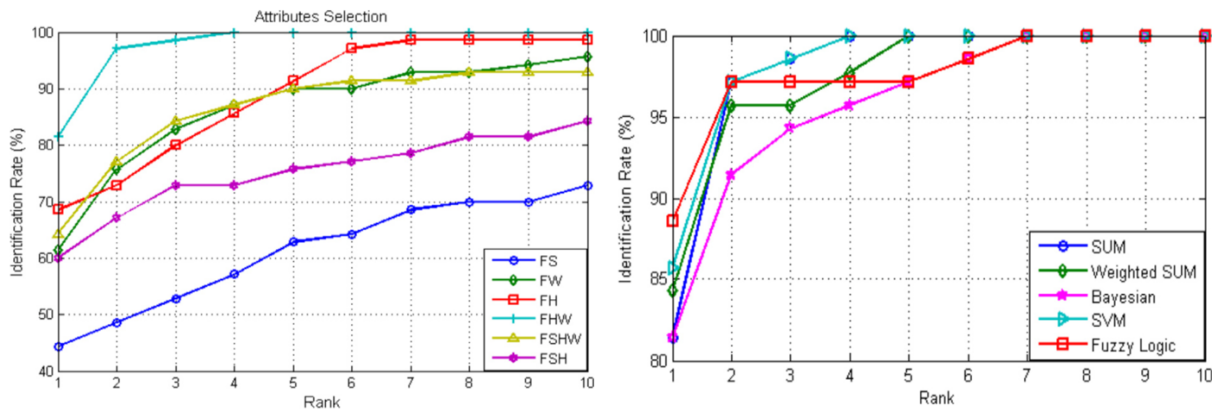 Attributes Selection
Identification Rate (%)
100
90
80
70
60
50
40
1 2 3 4 5 6 7 8 9 10
Rank
FS
FW
FH
FHW
FSHW
FSH
Identification Rate (%)
100
95
90
85
80
1 2 3 4 5 6 7 8 9 10
Rank
SUM
Weighted SUM
Bayesian
SVM
Fuzzy Logic